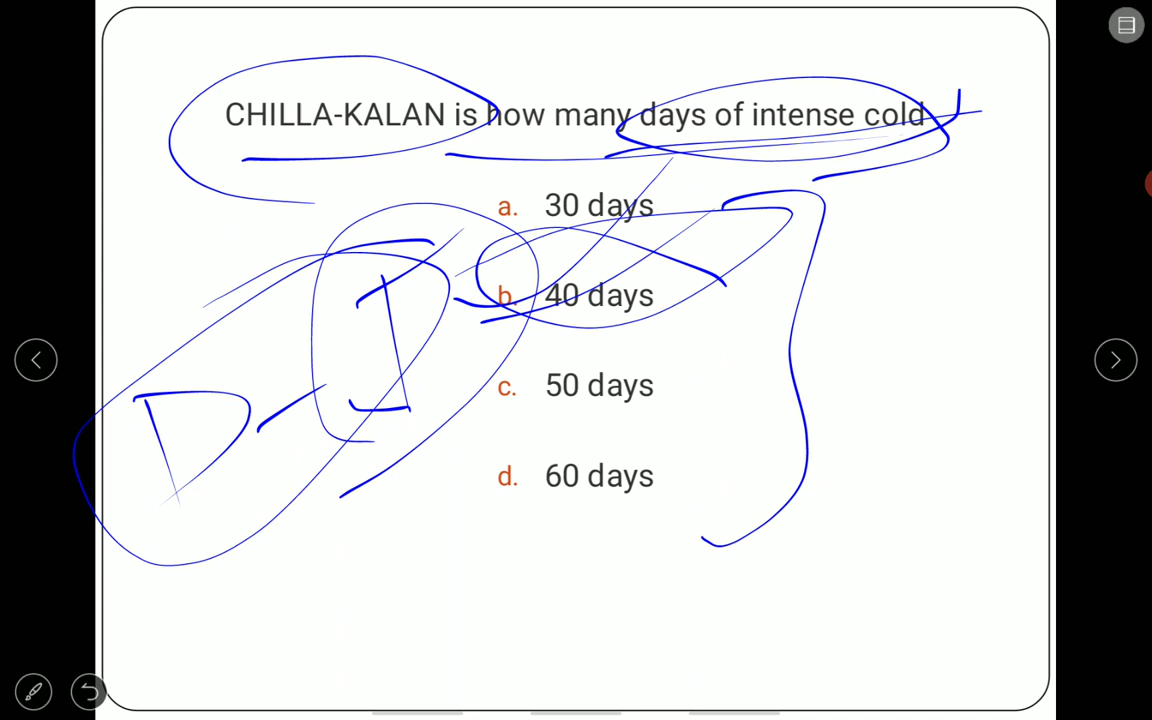 CHILLA-KALAN is how many days of intense cold
a. 30 days
b. 40 days
c. 50 days
d. 60 days
D-I